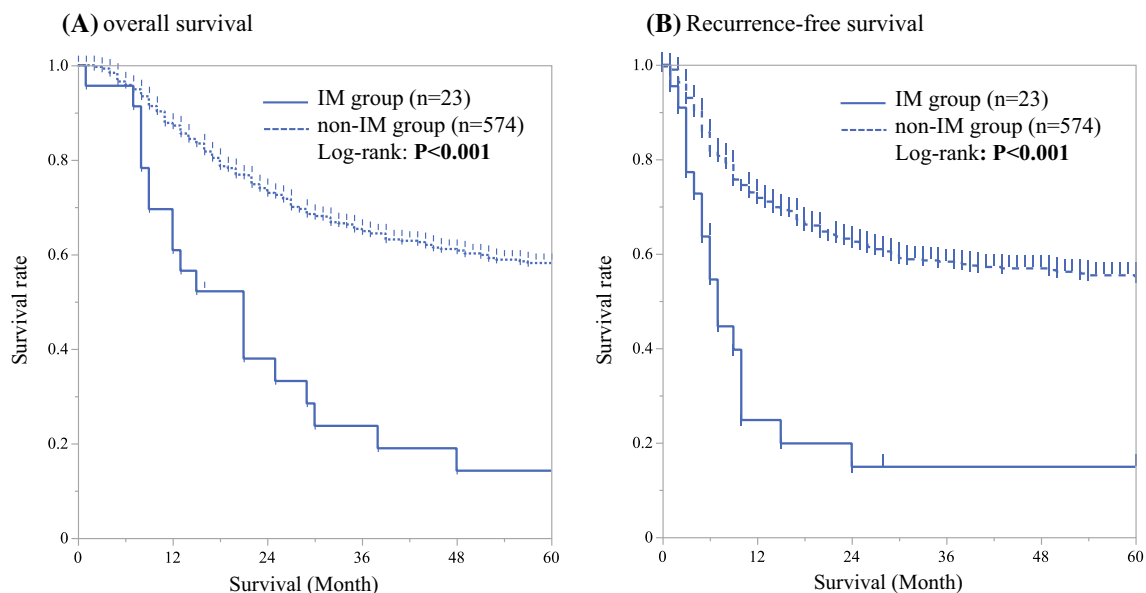 (A) overall survival
1.0
0.8
0.6
0.4
0.2
0
Survival rate
IM group (n=23)
non-IM group (n=574)
Log-rank: P<0.001
0 12 24 36 48 60
Survival (Month)
(B) Recurrence-free survival
1.0
0.8
0.6
0.4
0.2
0
Survival rate
IM group (n=23)
non-IM group (n=574)
Log-rank: P<0.001
0 12 24 36 48 60
Survival (Month)